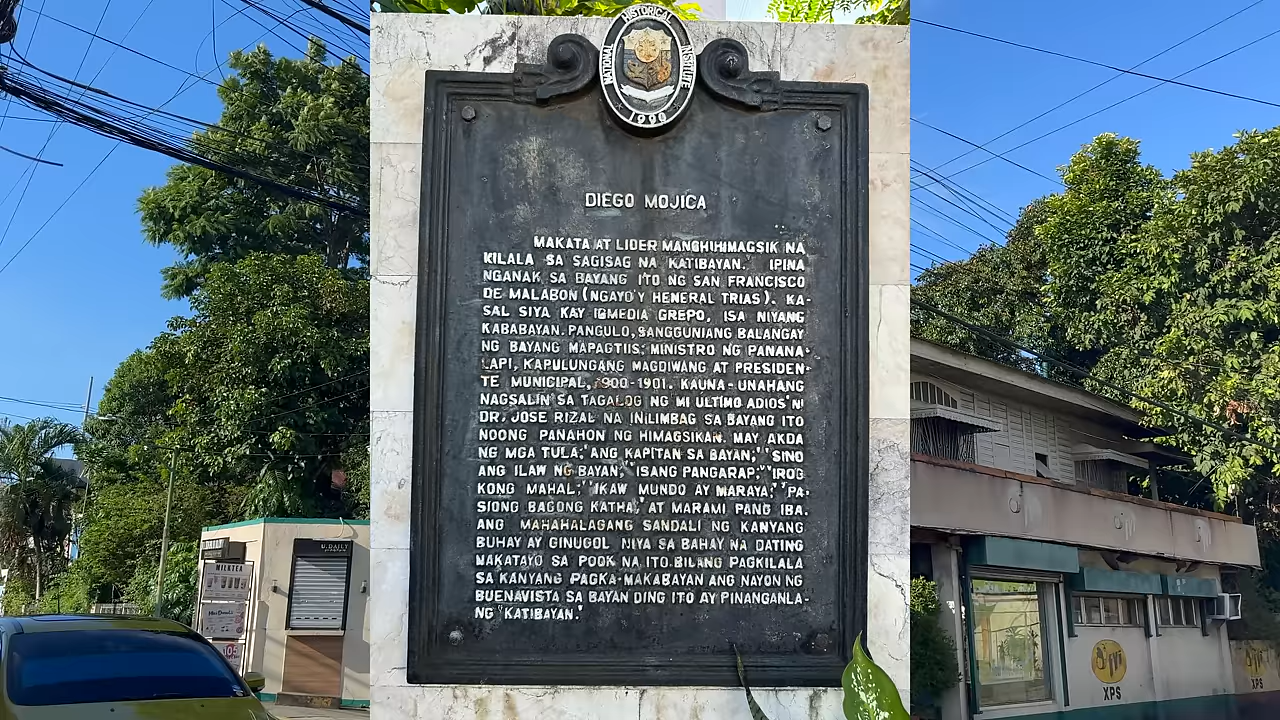 NATIONAL HISTORICAL INSTITUTE
1990
DIEGO MOJICA
MAKATA AT LIDER MANGHIHIMAGSIK NA
KILALA SA SAGISAG NA "KATIBAYAN." IPINA
NGANAK SA BAYANG ITO NG SAN FRANCISCO
DE MALABON (NGAYO'Y HENERAL TRIAS). KA-
SAL SIYA KAY IGMEDIA GREPO, ISA NIYANG
KABABAYAN. PANGULO, SANGGUNIANG BALANGAY
NG BAYANG MAPAGTIIS; MINISTRO NG PANANA-
LAPI, KAPULUNGANG MAGDIWANG AT PRESIDEN-
TE MUNICIPAL, 1900-1901. KAUNA-UNAHANG
NAGSALIN SA TAGALOG NG "MI ULTIMO ADIOS" NI
DR. JOSE RIZAL NA INILIMBAG SA BAYANG ITO
NOONG PANAHON NG HIMAGSIKAN. MAY AKDA
NG MGA TULA; "ANG KAPITAN SA BAYAN," "SINO
ANG ILAW NG BAYAN," "ISANG PANGARAP," "IROG
KONG MAHAL," "IKAW MUNDO AY MARAYA," "PA-
SIONG BAGONG KATHA," AT MARAMI PANG IBA.
ANG MAHAHALAGANG SANDALI NG KANYANG
BUHAY AY GINUGOL NIYA SA BAHAY NA DATING
NAKATAYO SA POOK NA ITO. BILANG PAGKILALA
SA KANYANG PAGKA-MAKABAYAN ANG NAYON NG
BUENAVISTA SA BAYAN DING ITO AY PINANGANLA-
NG "KATIBAYAN."
U.DAILY
MILKTEA
105
XPS
XPS